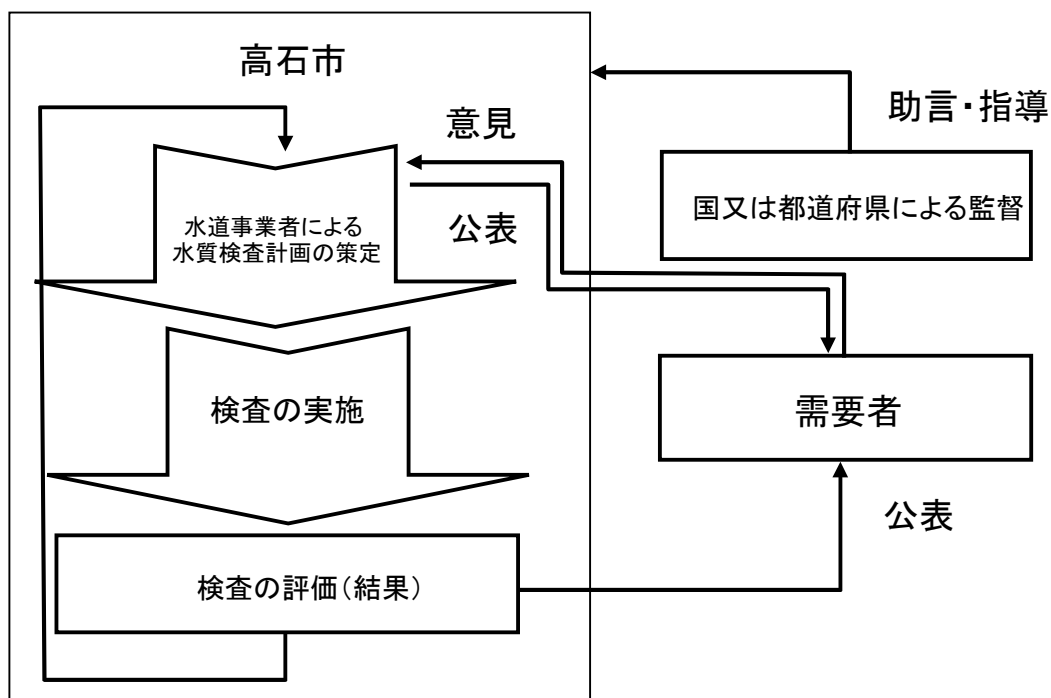 高石市
助言・指導
意見
国又は都道府県による監督
公表
水道事業者による
水質検査計画の策定
需要者
検査の実施
公表
検査の評価（結果）